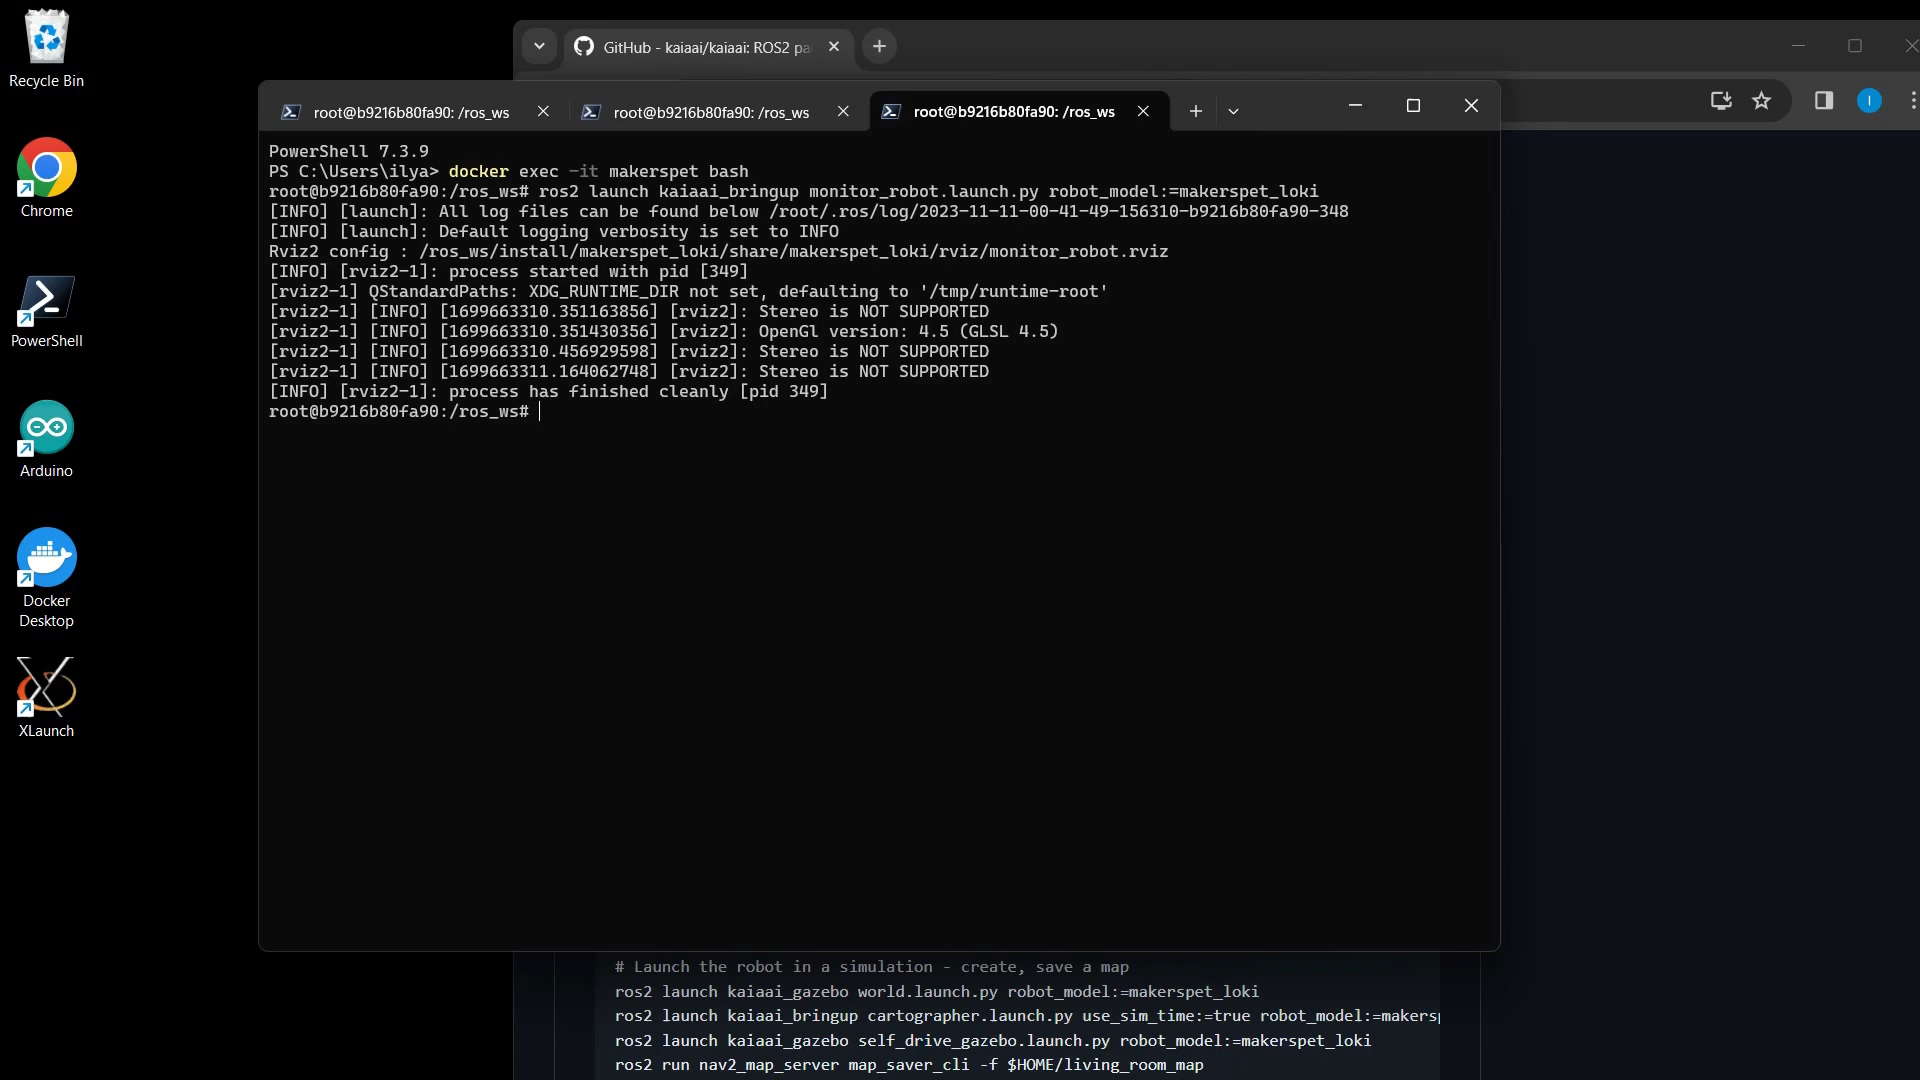 Recycle Bin
Chrome
PowerShell
Arduino
Docker
Desktop
XLaunch
GitHub - kaiaai/kaiaai: ROS2 pa
I
root@b9216b80fa90: /ros_ws
root@b9216b80fa90: /ros_ws
root@b9216b80fa90: /ros_ws
PowerShell 7.3.9
PS C:\Users\ilya> docker exec -it makerspet bash
root@b9216b80fa90:/ros_ws# ros2 launch kaiaai_bringup monitor_robot.launch.py robot_model:=makerspet_loki
[INFO] [launch]: All log files can be found below /root/.ros/log/2023-11-11-00-41-49-156310-b9216b80fa90-348
[INFO] [launch]: Default logging verbosity is set to INFO
Rviz2 config : /ros_ws/install/makerspet_loki/share/makerspet_loki/rviz/monitor_robot.rviz
[INFO] [rviz2-1]: process started with pid [349]
[rviz2-1] QStandardPaths: XDG_RUNTIME_DIR not set, defaulting to '/tmp/runtime-root'
[rviz2-1] [INFO] [1699663310.351163856] [rviz2]: Stereo is NOT SUPPORTED
[rviz2-1] [INFO] [1699663310.351430356] [rviz2]: OpenGl version: 4.5 (GLSL 4.5)
[rviz2-1] [INFO] [1699663310.456929598] [rviz2]: Stereo is NOT SUPPORTED
[rviz2-1] [INFO] [1699663311.164062748] [rviz2]: Stereo is NOT SUPPORTED
[INFO] [rviz2-1]: process has finished cleanly [pid 349]
root@b9216b80fa90:/ros_ws#
# Launch the robot in a simulation - create, save a map
ros2 launch kaiaai_gazebo world.launch.py robot_model:=makerspet_loki
ros2 launch kaiaai_bringup cartographer.launch.py use_sim_time:=true robot_model:=makersp
ros2 launch kaiaai_gazebo self_drive_gazebo.launch.py robot_model:=makerspet_loki
ros2 run nav2_map_server map_saver_cli -f $HOME/living_room_map